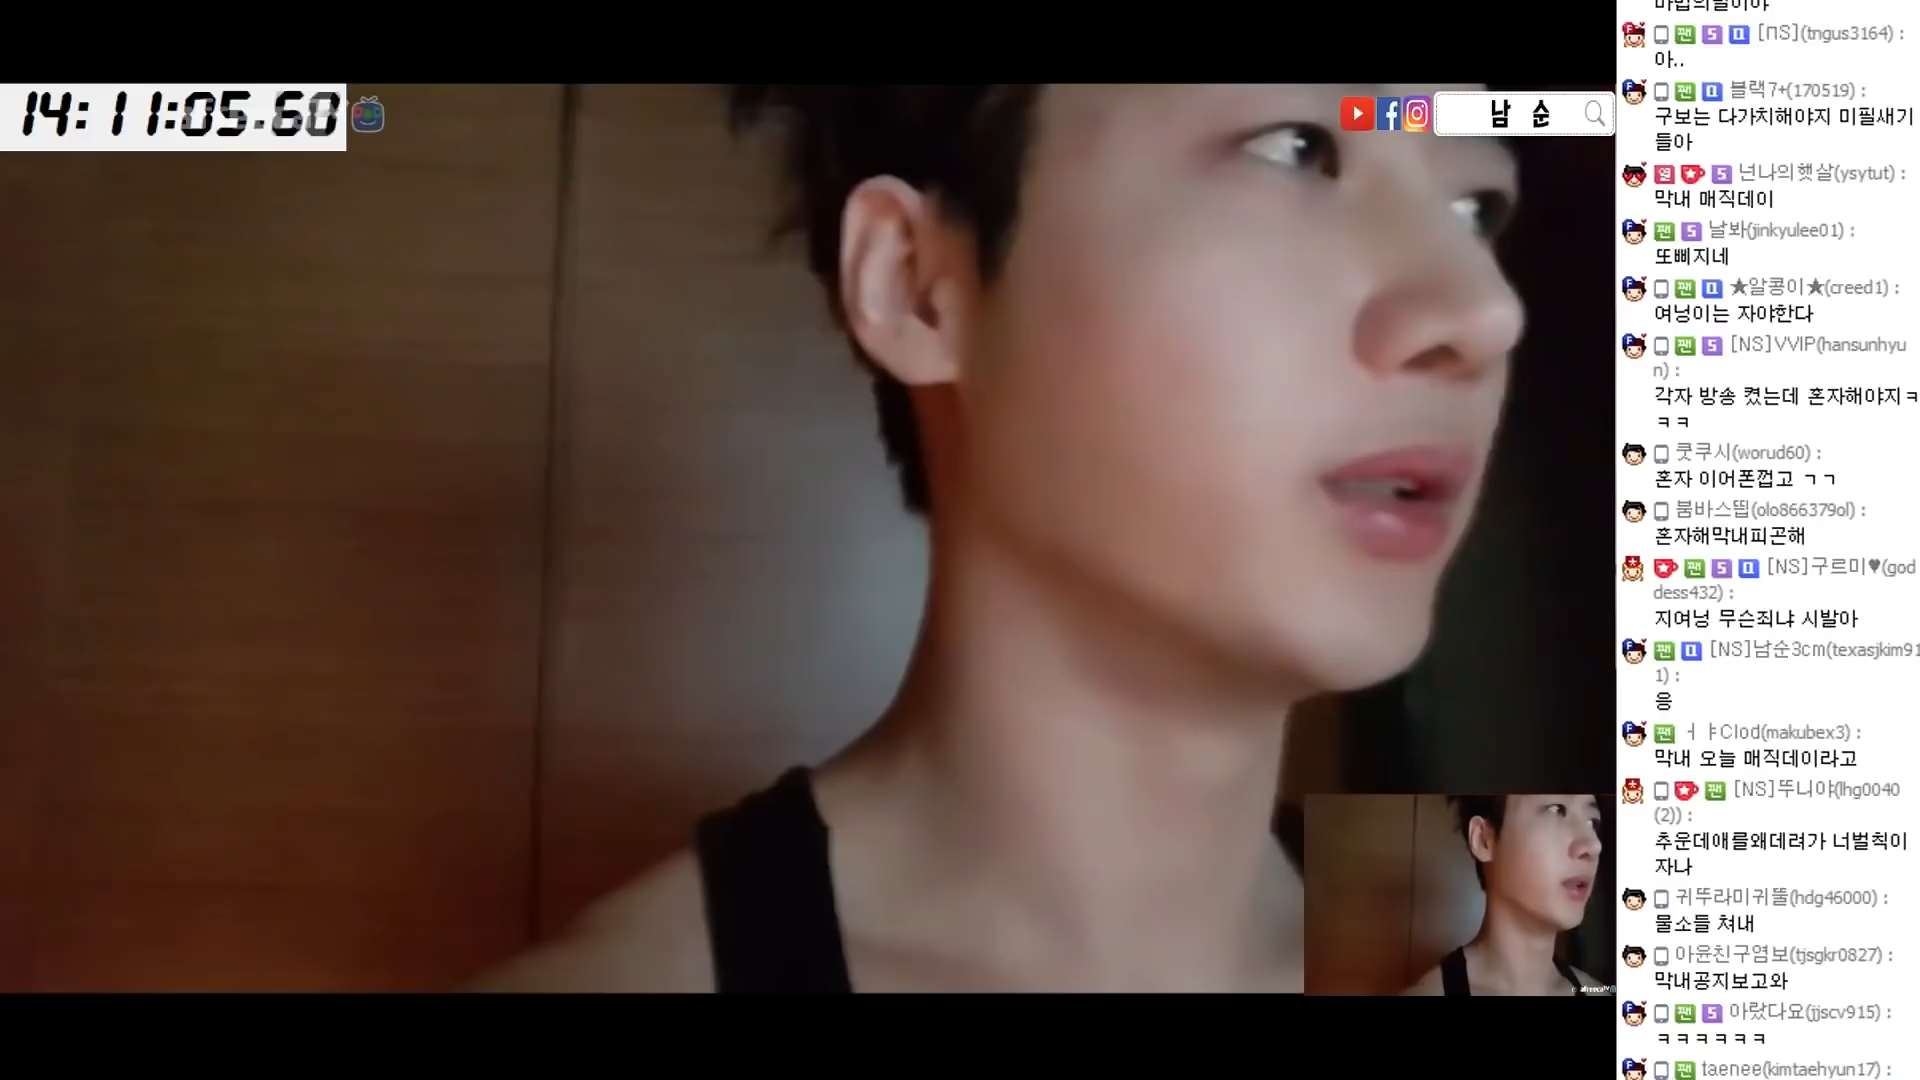 14:11:05.60
남 순
마법의날이야
[ΠS](tngus3164) :
아..
블랙7+(170519) :
구보는 다가치해야지 미필새기
들아
넌나의햇살(ysytut) :
막내 매직데이
날봐(jinkyulee01) :
또삐지네
★알콩이★(creed1) :
여넝이는 자야한다
[NS]VVIP(hansunhyu
n) :
각자 방송 켰는데 혼자해야지ㅋ
ㅋㅋ
쿳쿠시(worud60) :
혼자 이어폰껍고 ㄱㄱ
붐바스띕(olo866379ol) :
혼자해막내피곤해
[NS]구르미♥(god
dess432) :
지여넝 무슨죄냐 시발아
[NS]남순3cm(texasjkim91
1) :
응
ㅓㅑClod(makubex3) :
막내 오늘 매직데이라고
[NS]뚜니야(lhg0040
(2)) :
추운데애를왜데려가 너벌칙이
자나
귀뚜라미귀뚤(hdg46000) :
물소들 쳐내
아윤친구염보(tjsgkr0827) :
막내공지보고와
아랐다요(jjscv915) :
ㅋㅋㅋㅋㅋㅋ
taenee(kimtaehyun17) :